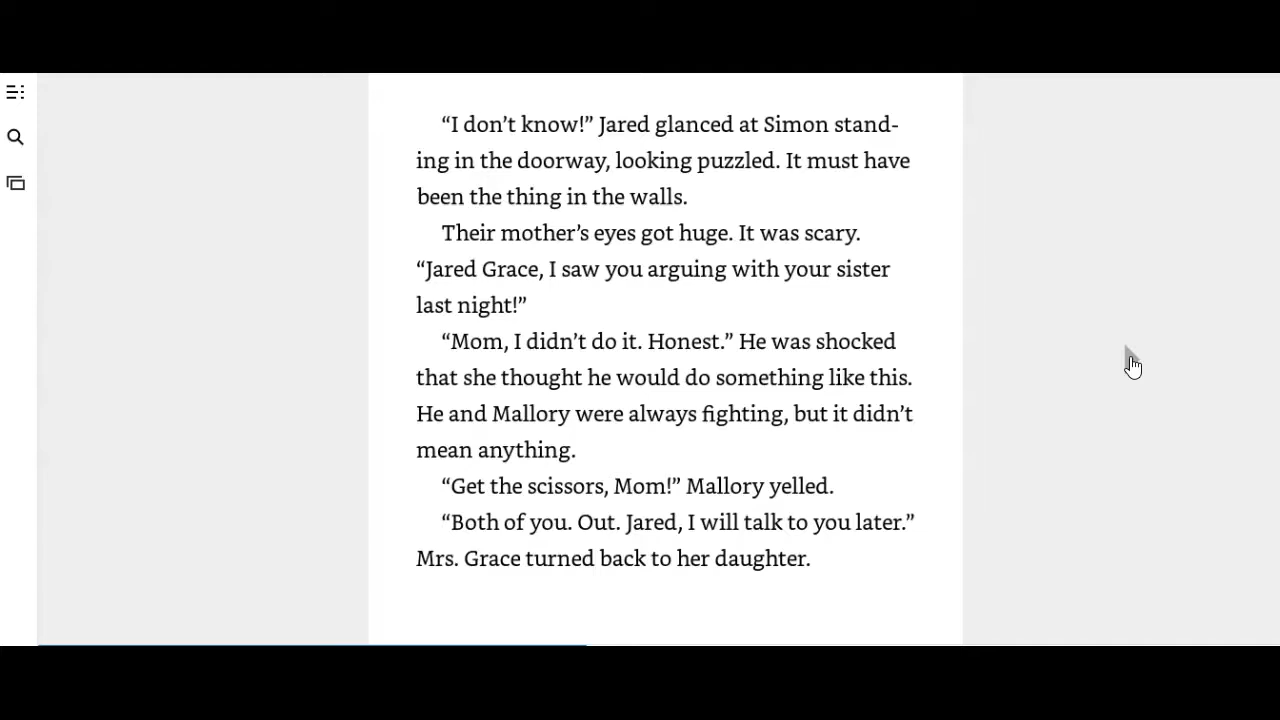 “I don’t know!” Jared glanced at Simon stand-
ing in the doorway, looking puzzled. It must have
been the thing in the walls.
Their mother’s eyes got huge. It was scary.
“Jared Grace, I saw you arguing with your sister
last night!”
“Mom, I didn’t do it. Honest.” He was shocked
that she thought he would do something like this.
He and Mallory were always fighting, but it didn’t
mean anything.
“Get the scissors, Mom!” Mallory yelled.
“Both of you. Out. Jared, I will talk to you later.”
Mrs. Grace turned back to her daughter.